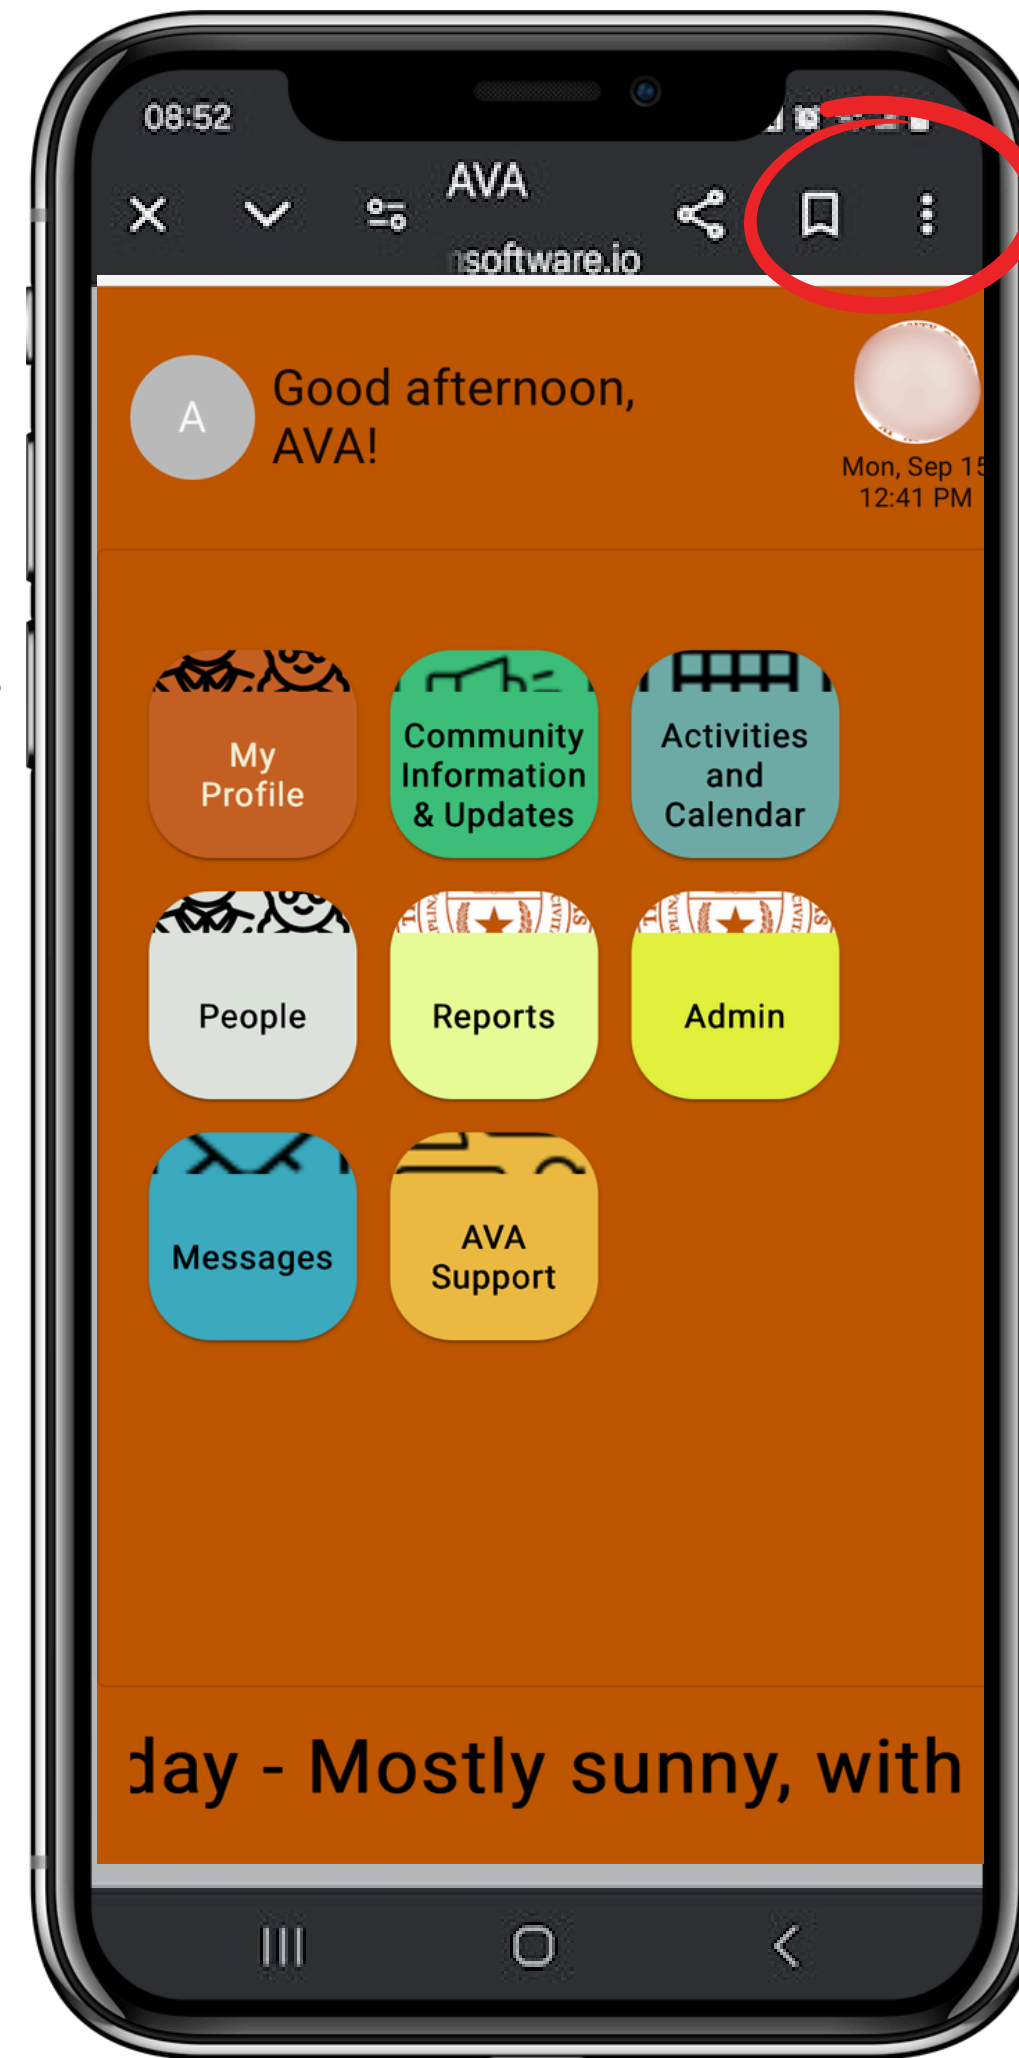 08:52
AVA
software.io
A
Good afternoon,
AVA!
Mon, Sep 15
12:41 PM
My
Profile
Community
Information
& Updates
Activities
and
Calendar
People
Reports
Admin
Messages
AVA
Support
day - Mostly sunny, with